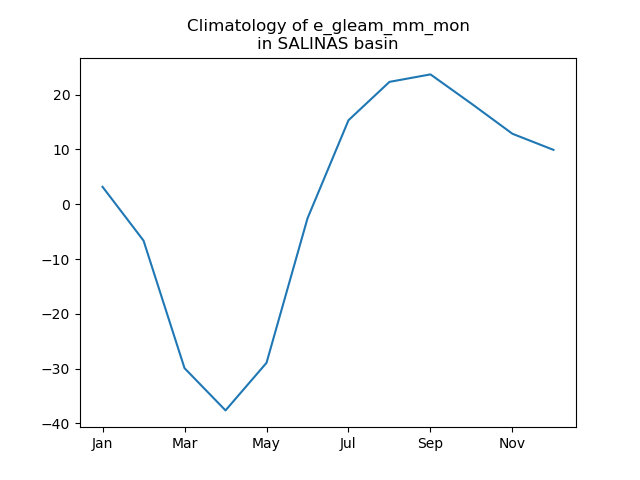 Climatology of e_gleam_mm_mon
in SALINAS basin
20
10
0
−10
−20
−30
−40
Jan
Mar
May
Jul
Sep
Nov